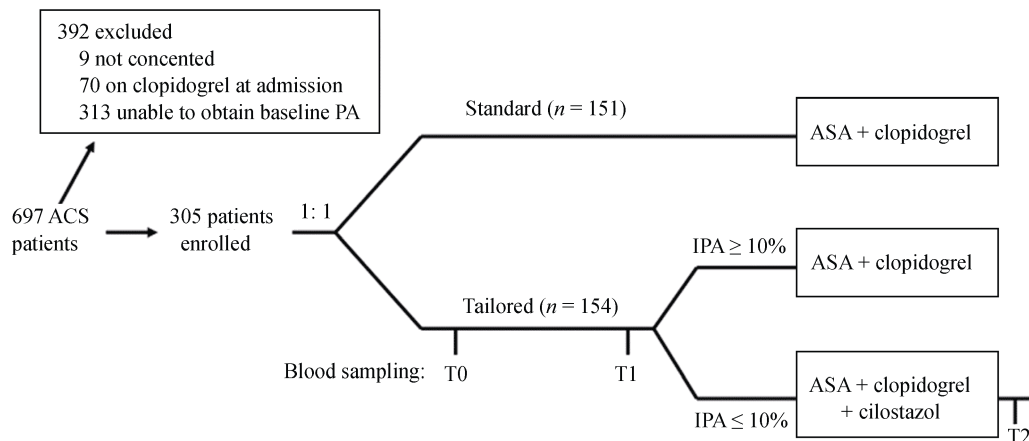 392 excluded
9 not concented
70 on clopidogrel at admission
313 unable to obtain baseline PA
697 ACS
patients
305 patients
enrolled
1: 1
Standard (n = 151)
ASA + clopidogrel
Tailored (n = 154)
IPA ≥ 10%
ASA + clopidogrel
Blood sampling:
T0
T1
IPA ≤ 10%
ASA + clopidogrel
+ cilostazol
T2